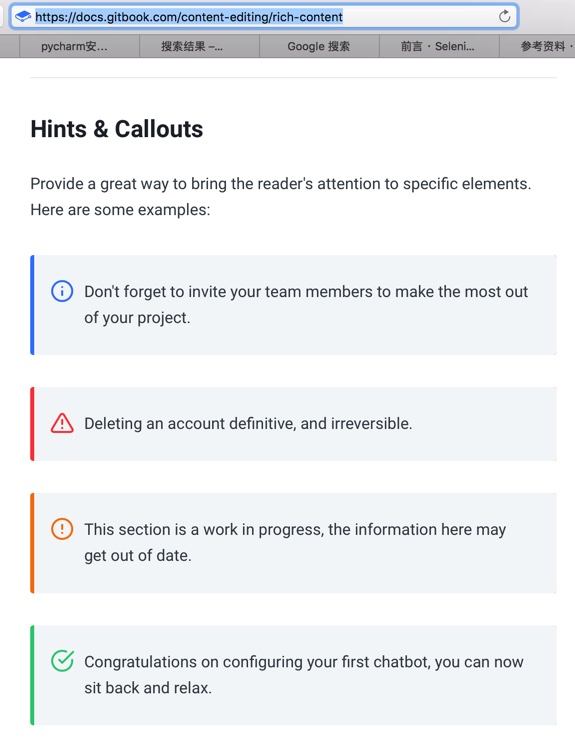 https://docs.gitbook.com/content-editing/rich-content
pycharm安... 搜索结果 –... Google 搜索 前言 · Seleni... 参考资料 ·
Hints & Callouts
Provide a great way to bring the reader's attention to specific elements.
Here are some examples:
Don't forget to invite your team members to make the most out
of your project.
Deleting an account definitive, and irreversible.
This section is a work in progress, the information here may
get out of date.
Congratulations on configuring your first chatbot, you can now
sit back and relax.